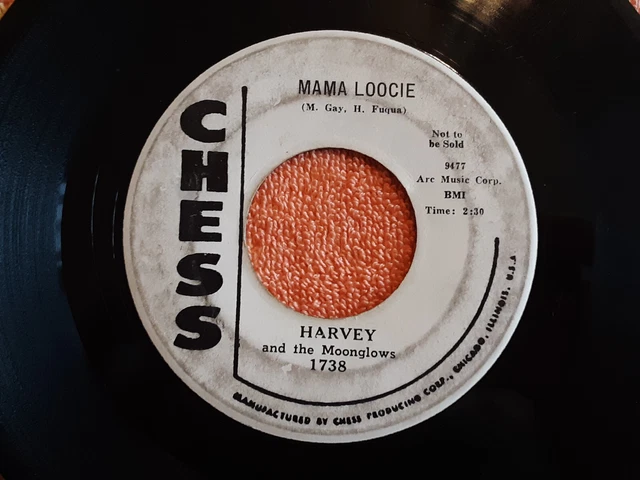 CHESS
MAMA LOOCIE
(M. Gay, H. Fuqua)
Not to
be Sold
9477
Arc Music Corp.
BMI
Time: 2:30
HARVEY
and the Moonglows
1738
MANUFACTURED BY CHESS PRODUCING CORP., CHICAGO, ILLINOIS, U.S.A